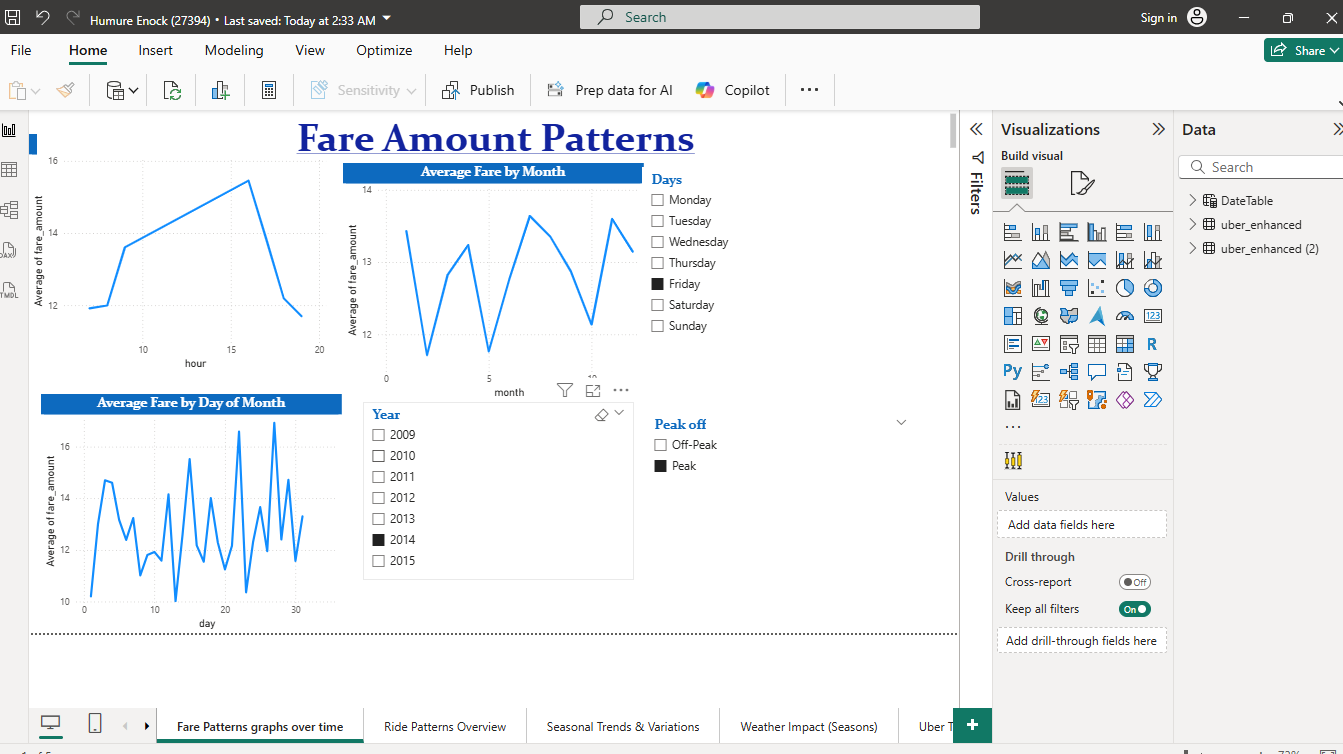 Humure Enock (27394) • Last saved: Today at 2:33 AM
Search
Sign in
File
Home
Insert
Modeling
View
Optimize
Help
Share
Sensitivity
Publish
Prep data for AI
Copilot
Fare Amount Patterns
16
14
12
Average of fare_amount
10
15
20
hour
Average Fare by Month
14
13
12
Average of fare_amount
0
5
10
month
Days
Monday
Tuesday
Wednesday
Thursday
Friday
Saturday
Sunday
Average Fare by Day of Month
16
14
12
10
Average of fare_amount
0
10
20
30
day
Year
2009
2010
2011
2012
2013
2014
2015
Peak off
Off-Peak
Peak
Filters
Visualizations
Build visual
123
R
Py
123
Values
Add data fields here
Drill through
Cross-report
Off
Keep all filters
On
Add drill-through fields here
Data
Search
DateTable
uber_enhanced
uber_enhanced (2)
DAX
TMDL
Fare Patterns graphs over time
Ride Patterns Overview
Seasonal Trends & Variations
Weather Impact (Seasons)
Uber T